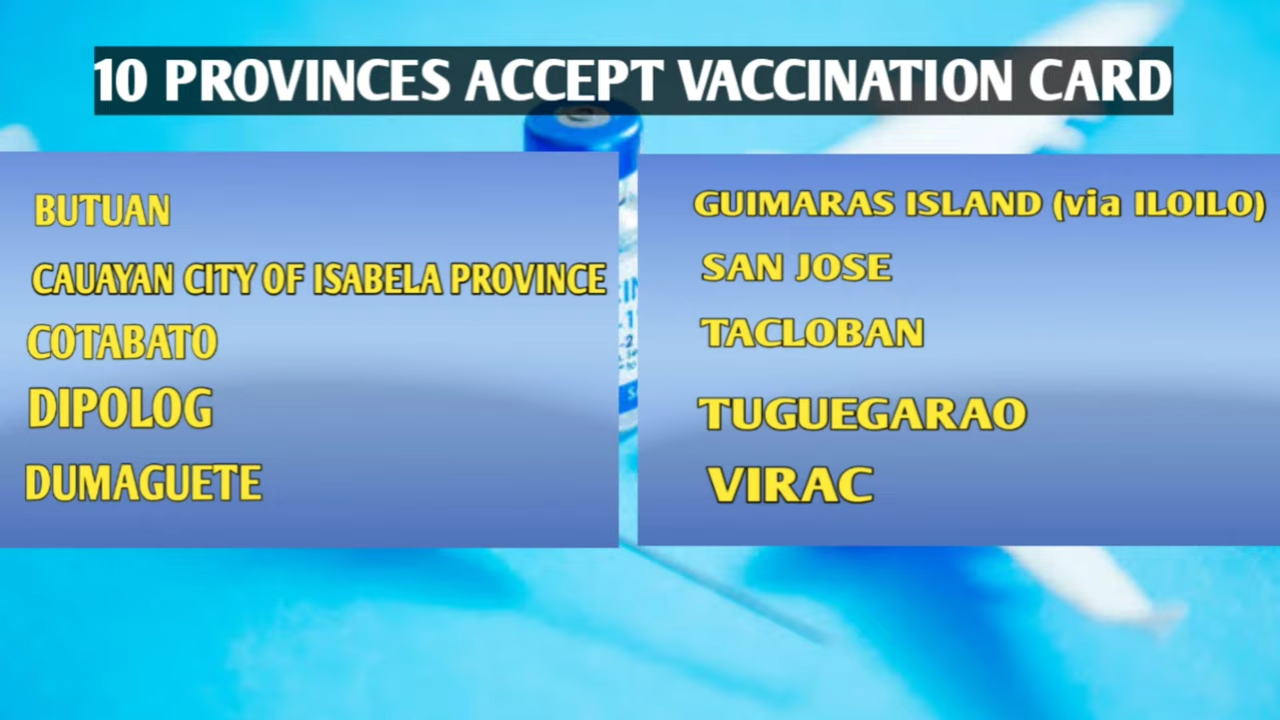 10 PROVINCES ACCEPT VACCINATION CARD
BUTUAN
CAUAYAN CITY OF ISABELA PROVINCE
COTABATO
DIPOLOG
DUMAGUETE
GUIMARAS ISLAND (via ILOILO)
SAN JOSE
TACLOBAN
TUGUEGARAO
VIRAC